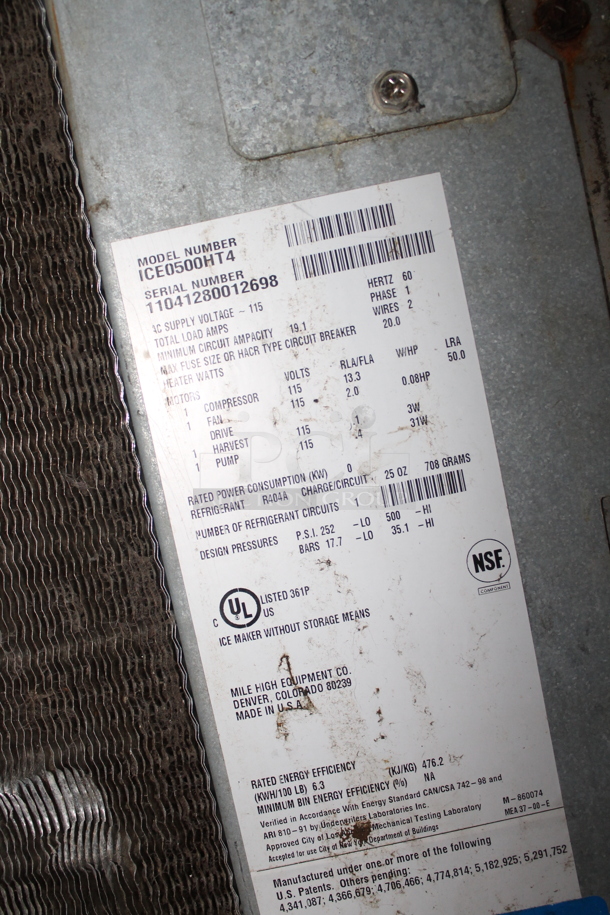 MODEL NUMBER
ICE0500HT4
SERIAL NUMBER
11041280012698
AC SUPPLY VOLTAGE ~ 115 HERTZ 60
TOTAL LOAD AMPS PHASE 1
MINIMUM CIRCUIT AMPACITY 19.1 WIRES 2
MAX FUSE SIZE OR HACR TYPE CIRCUIT BREAKER 20.0
HEATER WATTS
MOTORS VOLTS RLA/FLA W/HP LRA
1 COMPRESSOR 115 13.3 50.0
1 FAN 115 2.0 0.08HP
DRIVE
1 HARVEST 115 .1 3W
1 PUMP 115 .4 31W
RATED POWER CONSUMPTION (KW) 0
REFRIGERANT R404A CHARGE/CIRCUIT 25 OZ 708 GRAMS
NUMBER OF REFRIGERANT CIRCUITS 1
DESIGN PRESSURES P.S.I. 252 -LO 500 -HI
BARS 17.7 -LO 35.1 -HI
NSF.
COMPONENT
C UL US LISTED 361P
ICE MAKER WITHOUT STORAGE MEANS
MILE HIGH EQUIPMENT CO.
DENVER, COLORADO 80239
MADE IN U.S.A.
RATED ENERGY EFFICIENCY
(KWH/100 LB) 6.3 (KJ/KG) 476.2
MINIMUM BIN ENERGY EFFICIENCY (%) NA
Verified in Accordance With Energy Standard CAN/CSA 742-98 and
ARI 810-91 by Underwriters Laboratories Inc.
Approved City of Los Mechanical Testing Laboratory M-860074
Accepted for use City of New York Department of Buildings MEA 37-00-E
Manufactured under one or more of the following
U.S. Patents. Others pending:
4,341,087; 4,366,679; 4,706,466; 4,774,814; 5,182,925; 5,291,752